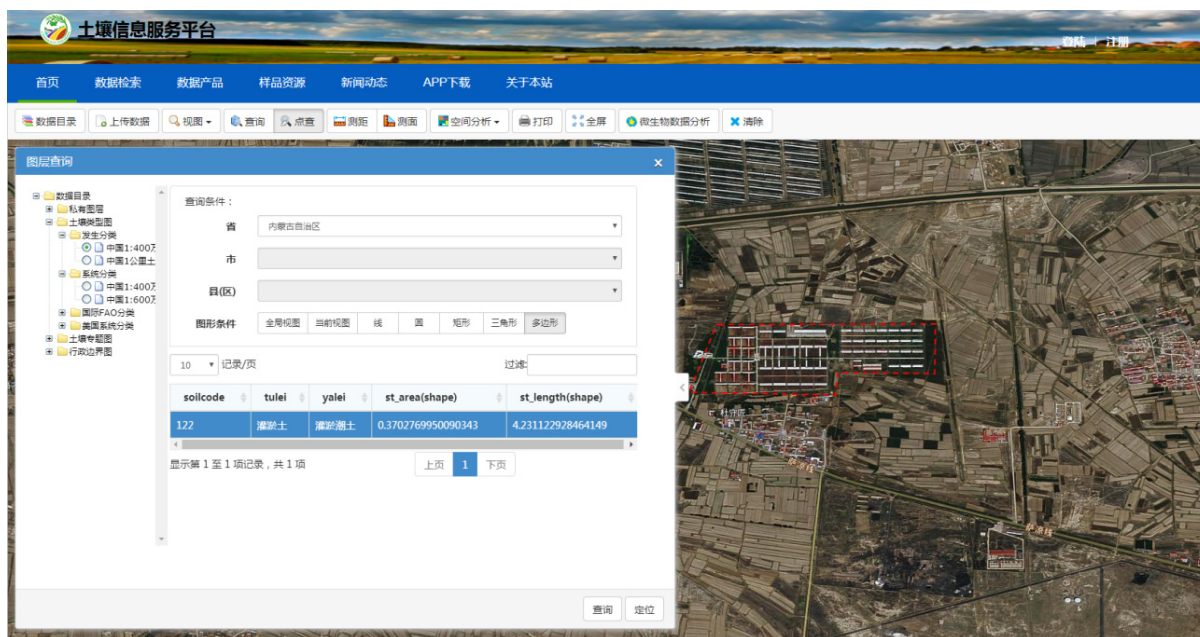 土壤信息服务平台
登陆 | 注册
首页 数据检索 数据产品 样品资源 新闻动态 APP下载 关于本站
数据目录 上传数据 视图 查询 点查 测距 测面 空间分析 打印 全屏 微生物数据分析 清除
图层查询 ×
数据目录
私有图层
土壤类型图
发生分类
中国1:400万
中国1公里土
系统分类
中国1:400万
中国1:600万
国际FAO分类
美国系统分类
土壤专题图
行政边界图
查询条件：
省 内蒙古自治区
市
县(区)
图形条件 全局视图 当前视图 线 圆 矩形 三角形 多边形
10 记录/页 过滤:
soilcode tulei yalei st_area(shape) st_length(shape)
122 灌淤土 灌淤潮土 0.3702769950090343 4.231122928464149
显示第 1 至 1 项记录，共 1 项 上页 1 下页
查询 定位